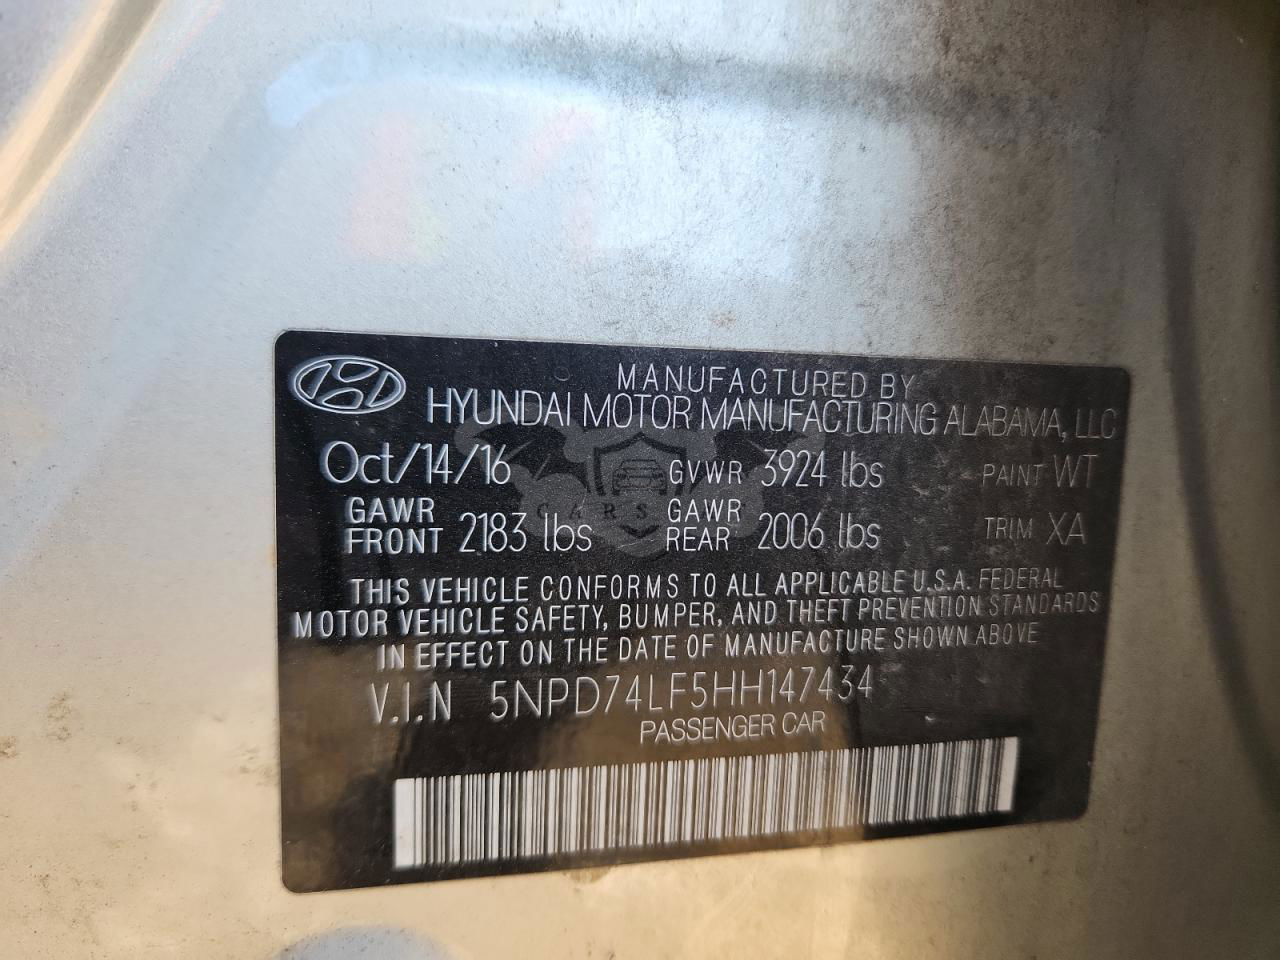 MANUFACTURED BY
HYUNDAI MOTOR MANUFACTURING ALABAMA, LLC
Oct/14/16 GVWR 3924 lbs PAINT WT
GAWR FRONT 2183 lbs GAWR REAR 2006 lbs TRIM XA
THIS VEHICLE CONFORMS TO ALL APPLICABLE U.S.A. FEDERAL
MOTOR VEHICLE SAFETY, BUMPER, AND THEFT PREVENTION STANDARDS
IN EFFECT ON THE DATE OF MANUFACTURE SHOWN ABOVE
V.I.N 5NPD74LF5HH147434
PASSENGER CAR